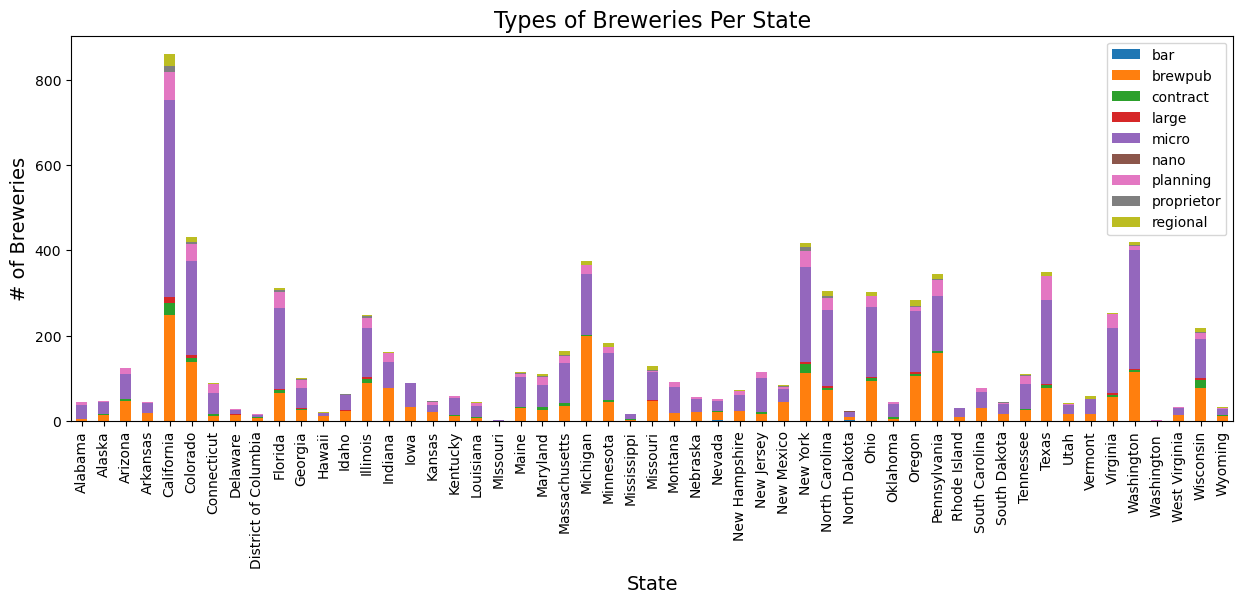 Types of Breweries Per State
# of Breweries
800
600
400
200
0
bar
brewpub
contract
large
micro
nano
planning
proprietor
regional
Alabama
Alaska
Arizona
Arkansas
California
Colorado
Connecticut
Delaware
District of Columbia
Florida
Georgia
Hawaii
Idaho
Illinois
Indiana
Iowa
Kansas
Kentucky
Louisiana
MIssouri
Maine
Maryland
Massachusetts
Michigan
Minnesota
Mississippi
Missouri
Montana
Nebraska
Nevada
New Hampshire
New Jersey
New Mexico
New York
North Carolina
North Dakota
Ohio
Oklahoma
Oregon
Pennsylvania
Rhode Island
South Carolina
South Dakota
Tennessee
Texas
Utah
Vermont
Virginia
Washington
Washington
West Virginia
Wisconsin
Wyoming
State